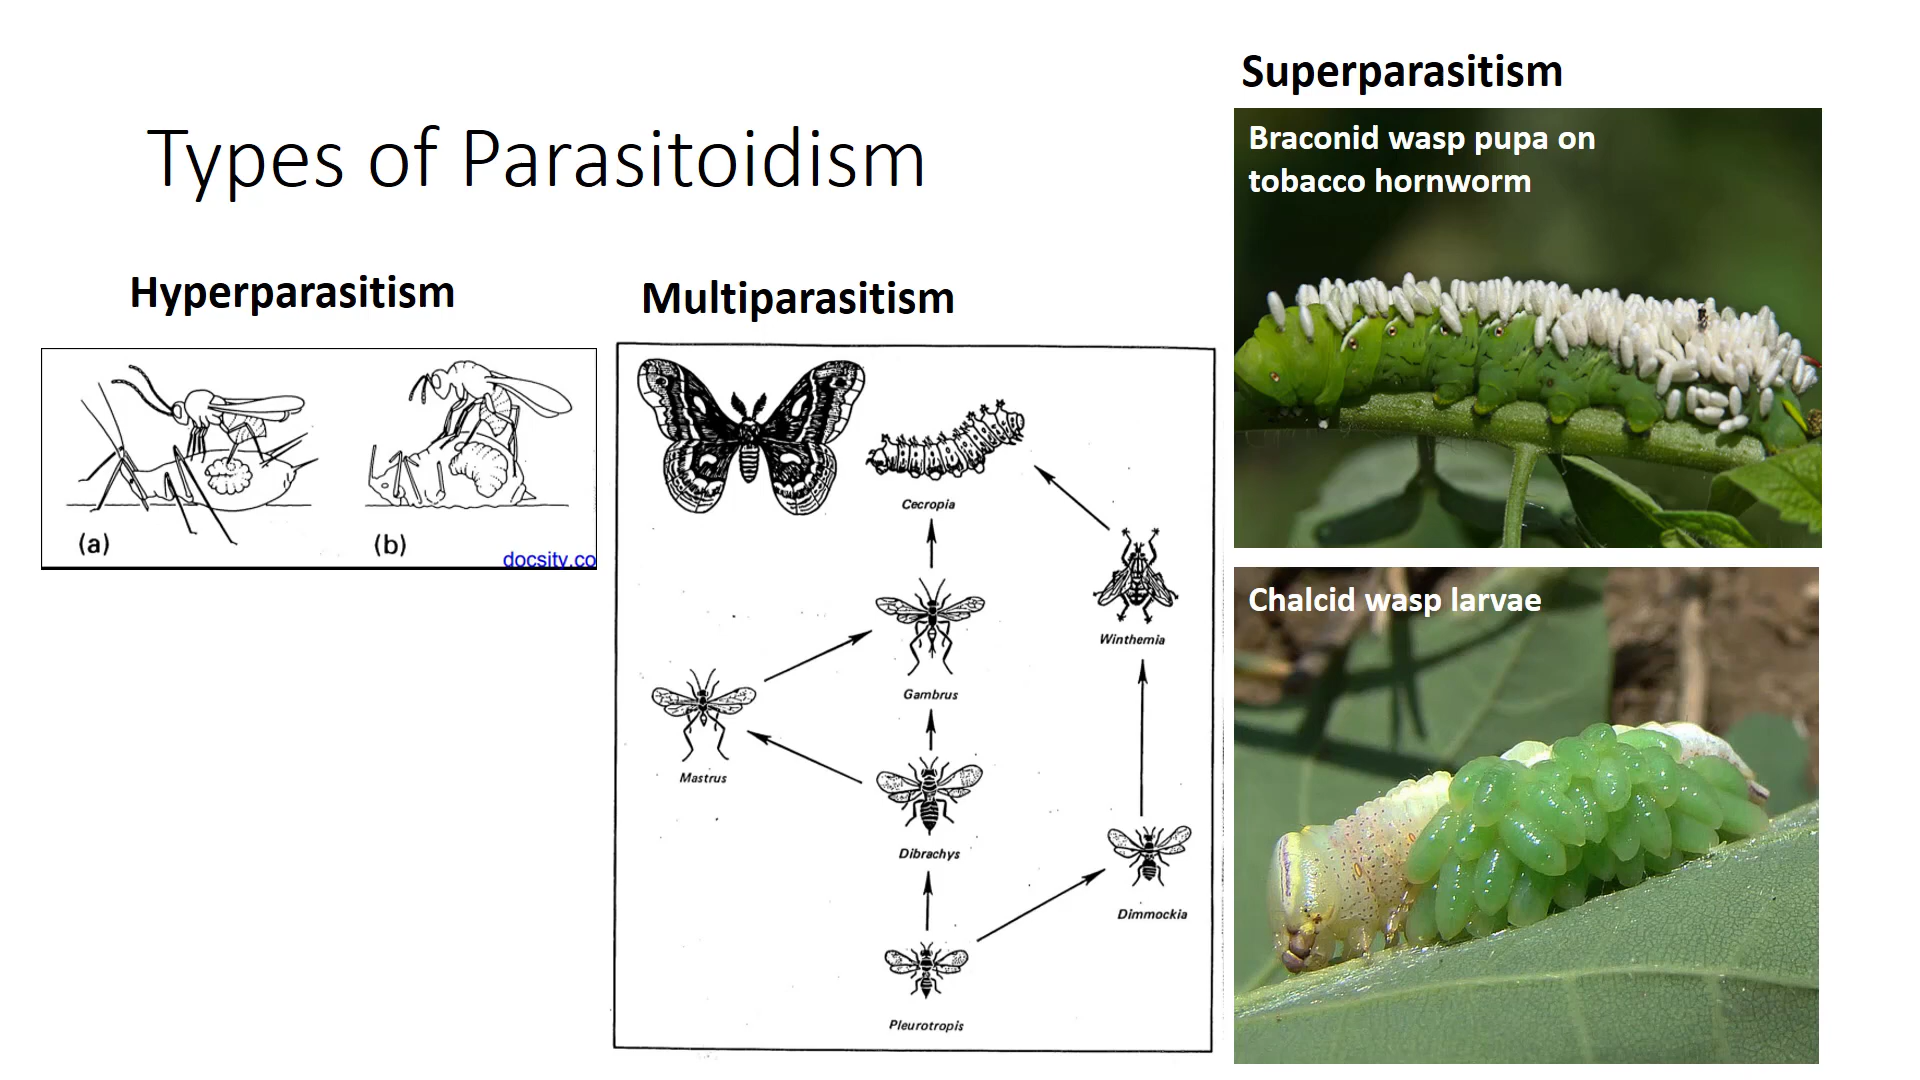 Types of Parasitoidism
Hyperparasitism
(a)
(b)
docsity.co
Multiparasitism
Cecropia
Winthemia
Gambrus
Mastrus
Dibrachys
Dimmockia
Pleurotropis
Superparasitism
Braconid wasp pupa on
tobacco hornworm
Chalcid wasp larvae